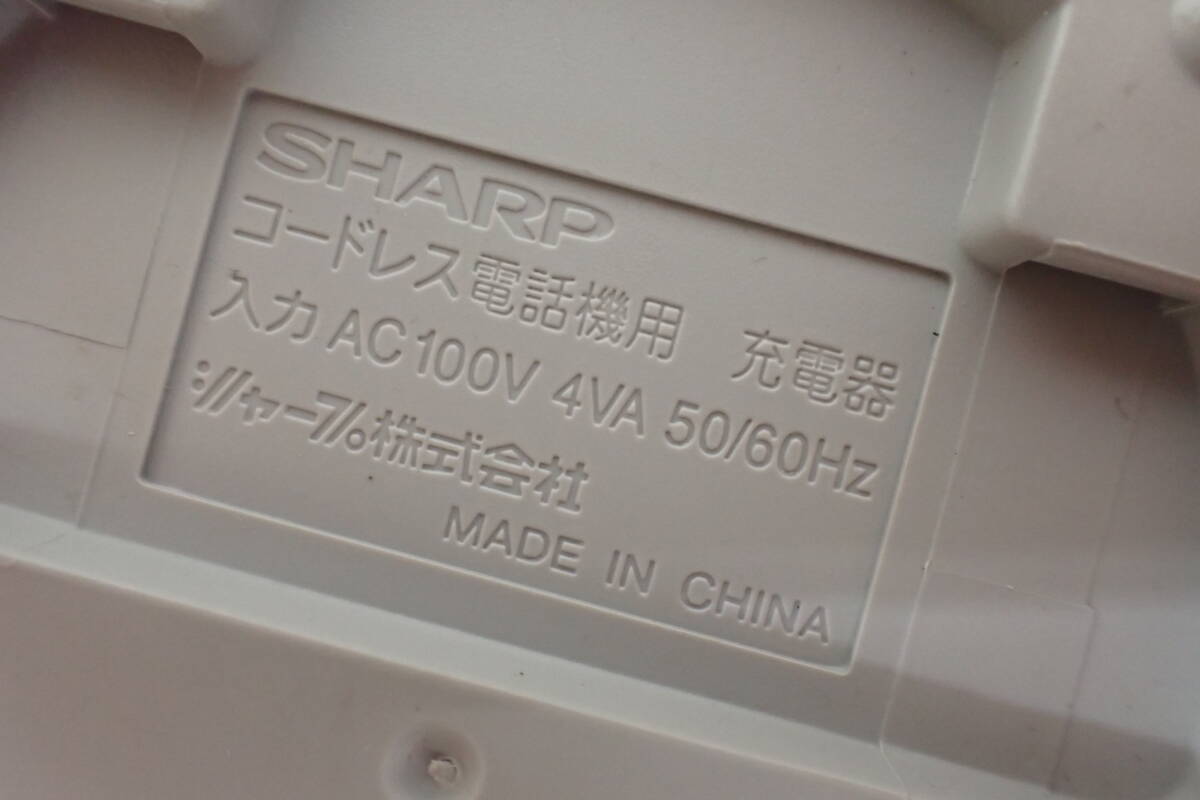 SHARP
コードレス電話機用　充電器
入力 AC100V 4VA 50/60Hz
シャープ株式会社
MADE IN CHINA